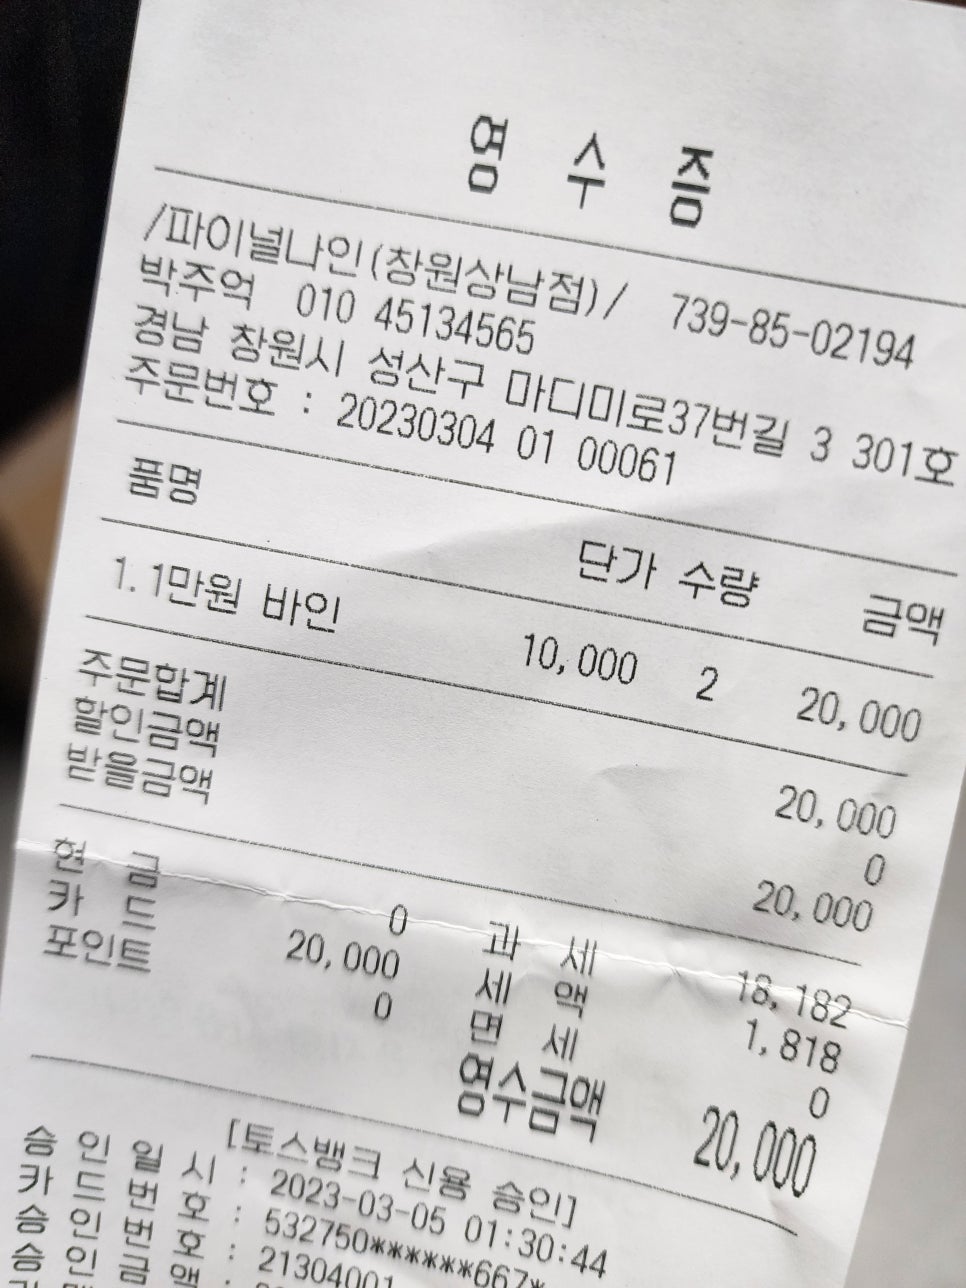 영 수 증
/파이널나인(창원상남점)/ 739-85-02194
박주억 010 45134565
경남 창원시 성산구 마디미로37번길 3 301호
주문번호 : 20230304 01 00061
품명 단가 수량 금액
1.1만원 바인 10,000 2 20,000
주문합계 20,000
할인금액 0
받을금액 20,000
현 금 0 과 세 18,182
카 드 20,000 세 액 1,818
포인트 0 면 세 0
영수금액 20,000
[토스뱅크 신용 승인]
승 인 일 시 : 2023-03-05 01:30:44
카 드 번 호 : 532750******667*
승 인 번 호 : 21304001
승 인 금 액 :